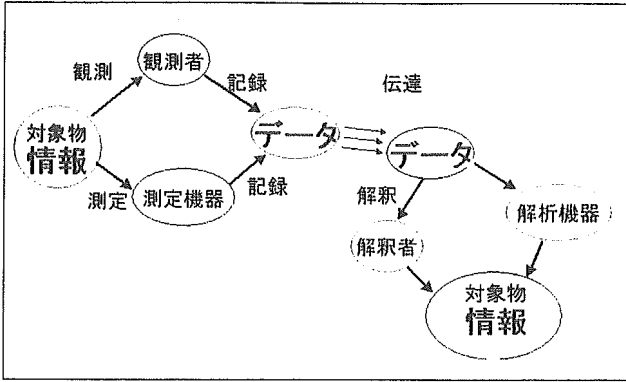 観測
観測者
記録
伝達
対象物
情報
データ
データ
測定
測定機器
記録
解釈
解析機器
解釈者
対象物
情報